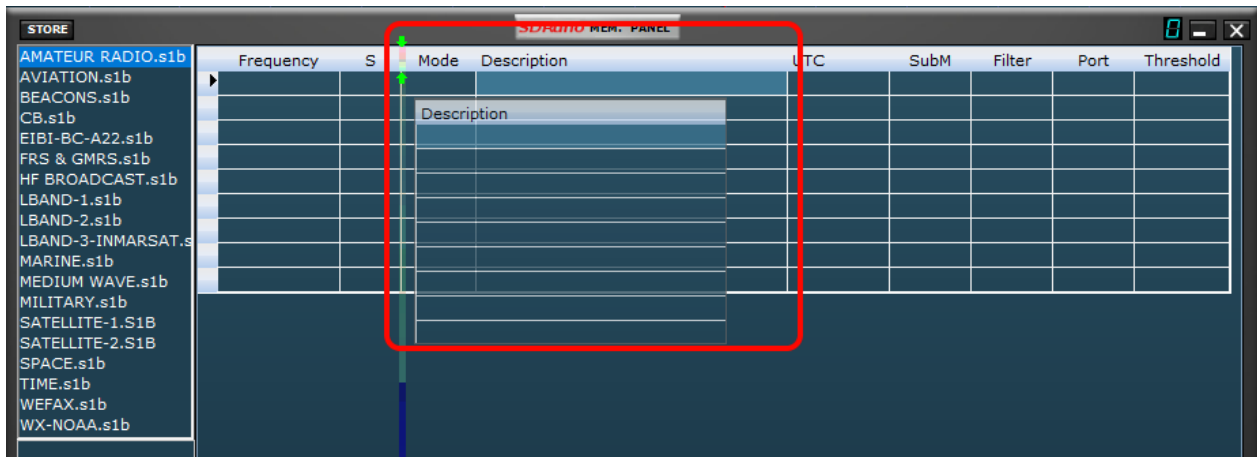 STORE
SDRuno MEM. PANEL
0
AMATEUR RADIO.s1b
AVIATION.s1b
BEACONS.s1b
CB.s1b
EIBI-BC-A22.s1b
FRS & GMRS.s1b
HF BROADCAST.s1b
LBAND-1.s1b
LBAND-2.s1b
LBAND-3-INMARSAT.s
MARINE.s1b
MEDIUM WAVE.s1b
MILITARY.s1b
SATELLITE-1.S1B
SATELLITE-2.S1B
SPACE.s1b
TIME.s1b
WEFAX.s1b
WX-NOAA.s1b
Frequency S Mode Description UTC SubM Filter Port Threshold
Description